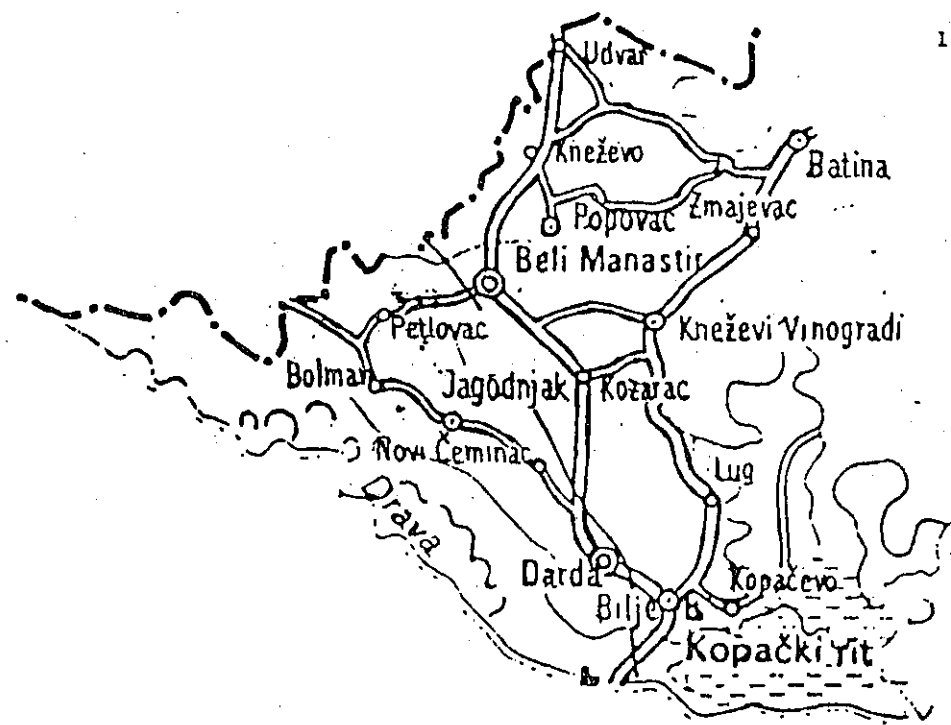 1
Udvar
Kneževo
Batina
Popovac
Zmajevac
Beli Manastir
Petlovac
Kneževi Vinogradi
Bolman
Jagodnjak
Kozarac
Novi Čeminac
Lug
Drava
Darda
Kopačevo
Bilje
Kopački rit